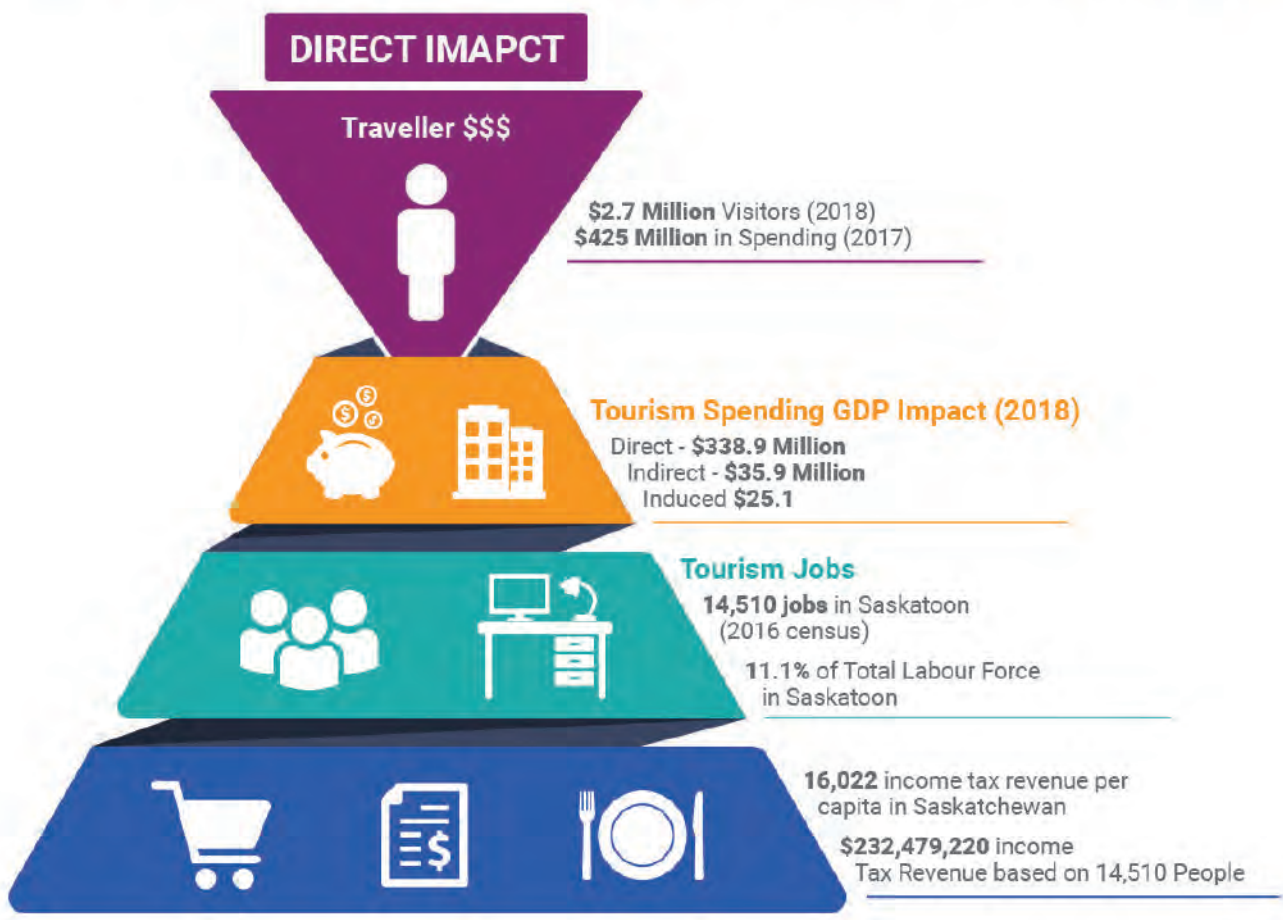 DIRECT IMAPCT
Traveller $$$
$2.7 Million Visitors (2018)
$425 Million in Spending (2017)
Tourism Spending GDP Impact (2018)
Direct - $338.9 Million
Indirect - $35.9 Million
Induced $25.1
Tourism Jobs
14,510 jobs in Saskatoon
(2016 census)
11.1% of Total Labour Force
in Saskatoon
16,022 income tax revenue per
capita in Saskatchewan
$232,479,220 income
Tax Revenue based on 14,510 People